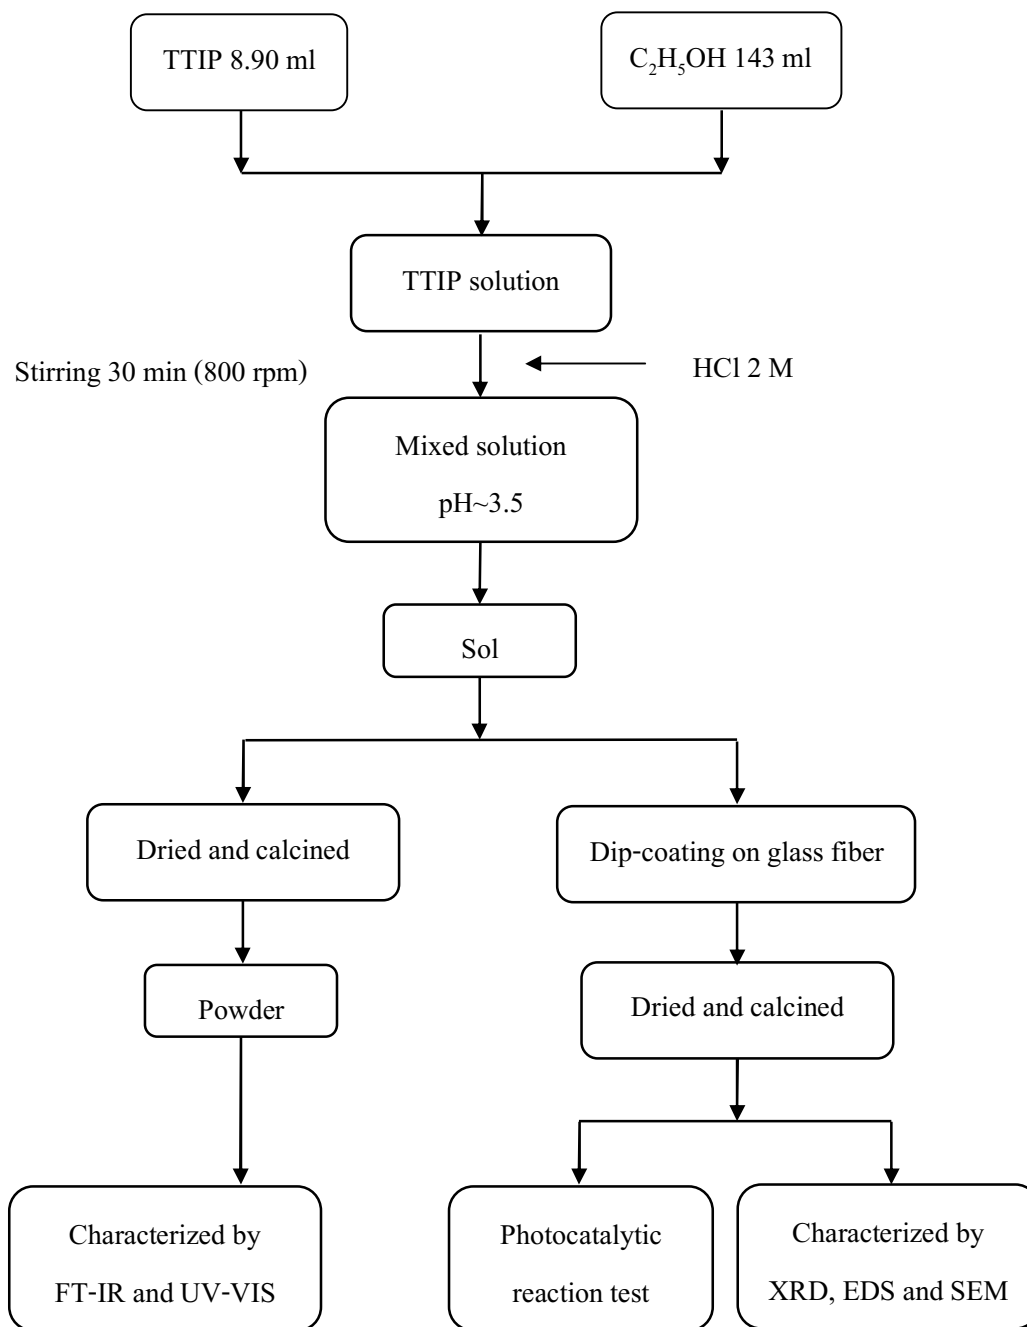 TTIP 8.90 ml
C₂H₅OH 143 ml
TTIP solution
Stirring 30 min (800 rpm)
HCl 2 M
Mixed solution
pH~3.5
Sol
Dried and calcined
Dip-coating on glass fiber
Powder
Dried and calcined
Characterized by
FT-IR and UV-VIS
Photocatalytic
reaction test
Characterized by
XRD, EDS and SEM